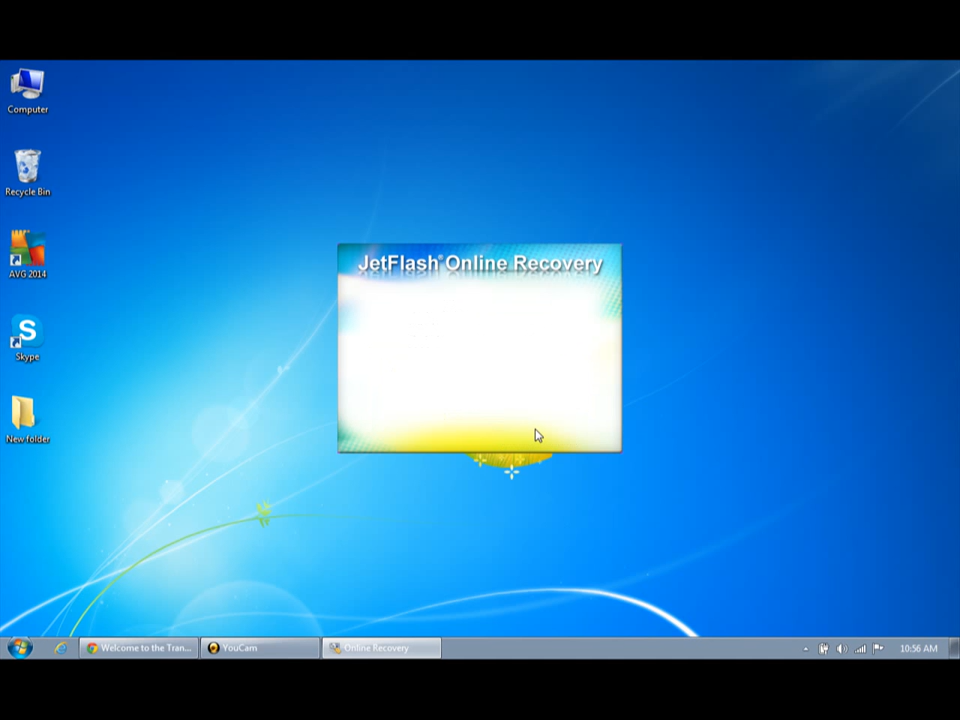 Computer
Recycle Bin
AVG 2014
S
Skype
New folder
JetFlash® Online Recovery
Welcome to the Tran...
YouCam
Online Recovery
10:56 AM